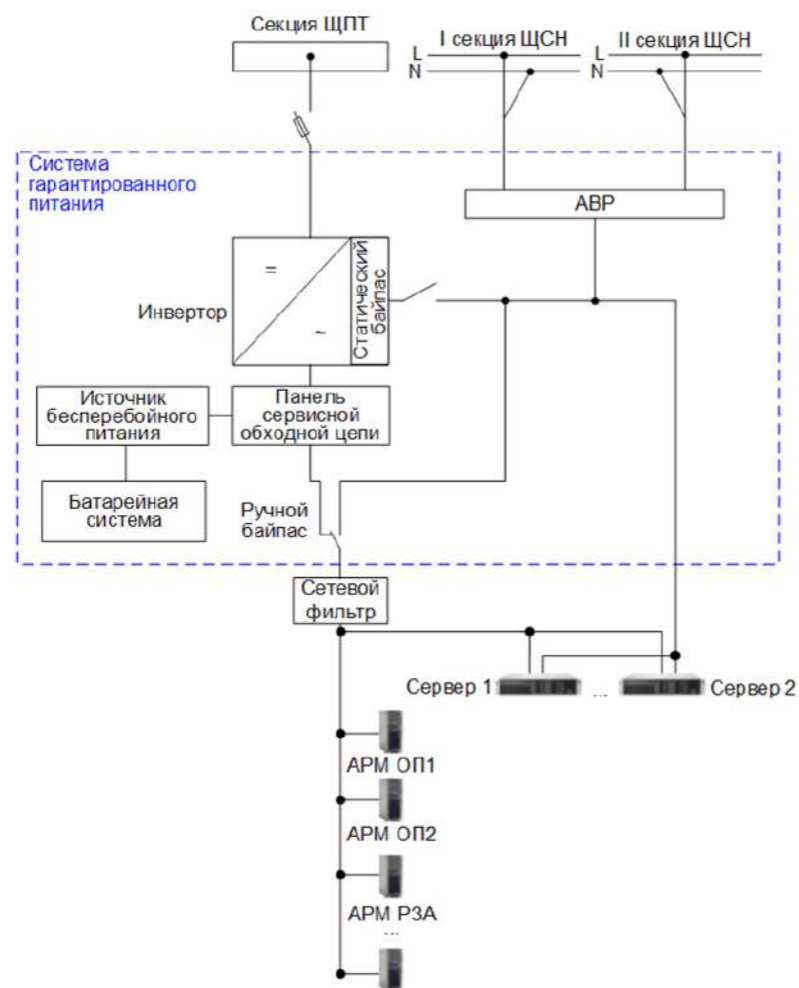 Секция ЩПТ
I секция ЩСН
II секция ЩСН
L
N
L
N
Система
гарантированного
питания
АВР
=
~
Статический
байпас
Инвертор
Источник
бесперебойного
питания
Панель
сервисной
обходной цепи
Батарейная
система
Ручной
байпас
Сетевой
фильтр
Сервер 1
...
Сервер 2
АРМ ОП1
АРМ ОП2
АРМ РЗА
...